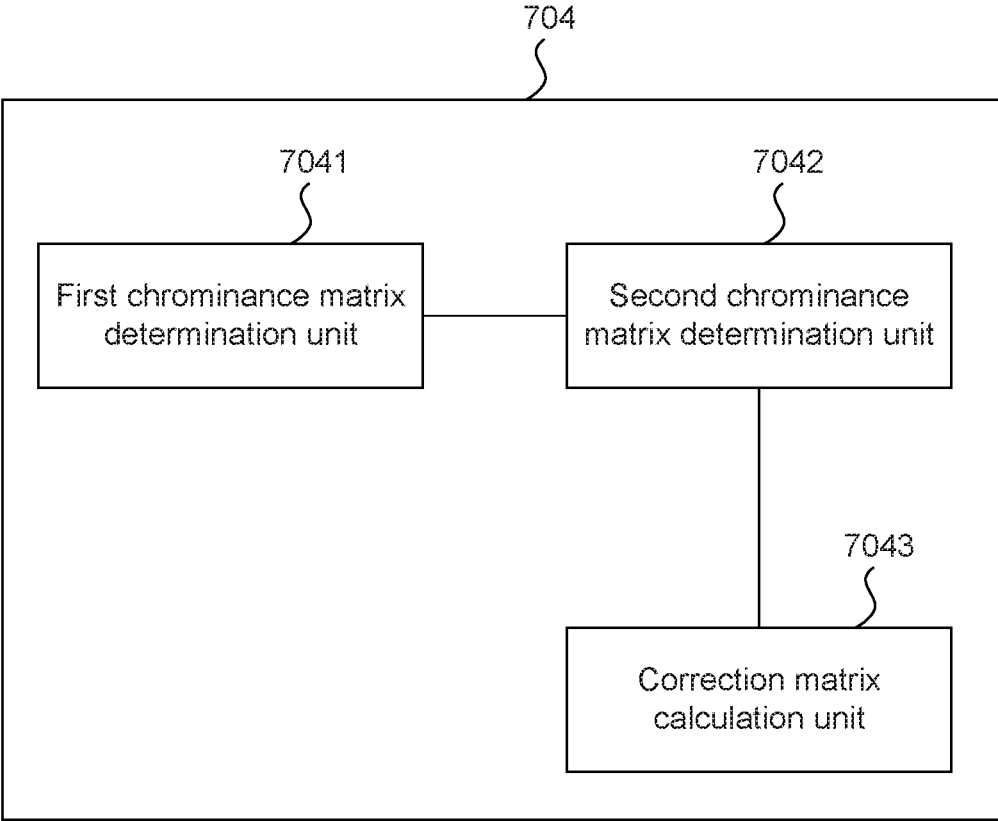 704
7041
7042
First chrominance matrix
determination unit
Second chrominance
matrix determination unit
7043
Correction matrix
calculation unit